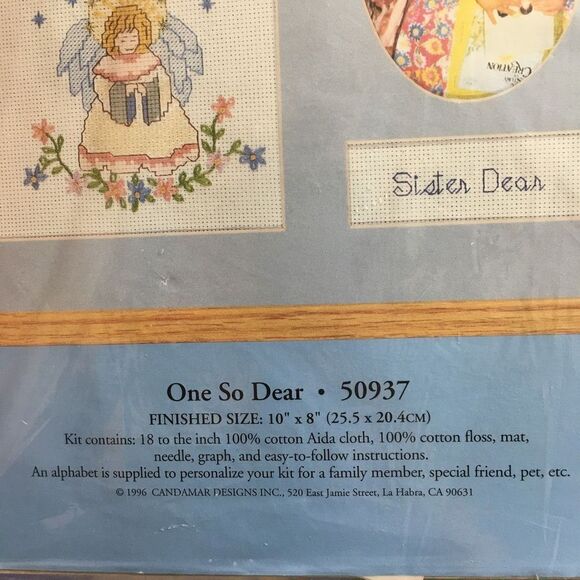 CREATION
Sister Dear
One So Dear • 50937
FINISHED SIZE: 10" x 8" (25.5 x 20.4CM)
Kit contains: 18 to the inch 100% cotton Aida cloth, 100% cotton floss, mat,
needle, graph, and easy-to-follow instructions.
An alphabet is supplied to personalize your kit for a family member, special friend, pet, etc.
© 1996 CANDAMAR DESIGNS INC., 520 East Jamie Street, La Habra, CA 90631